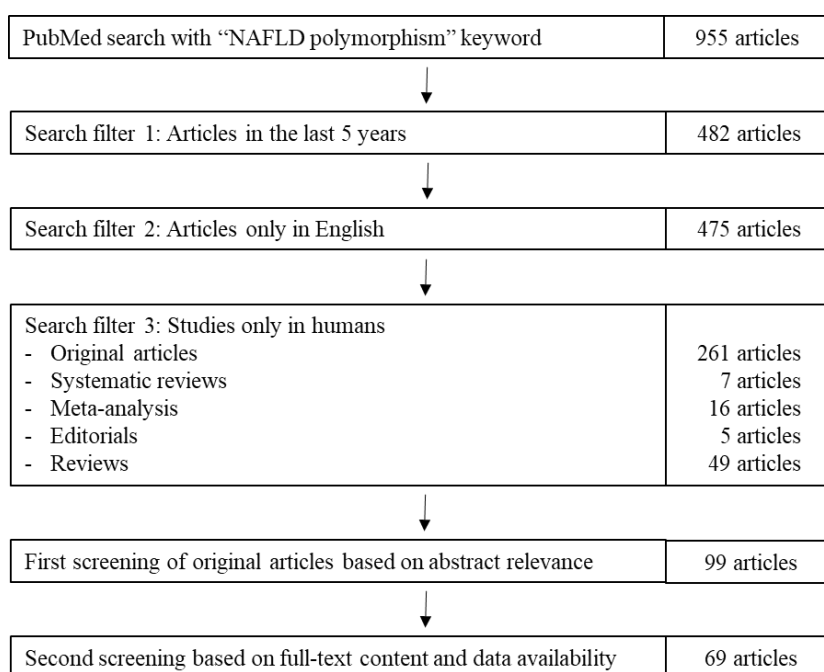 PubMed search with “NAFLD polymorphism” keyword 955 articles
Search filter 1: Articles in the last 5 years 482 articles
Search filter 2: Articles only in English 475 articles
Search filter 3: Studies only in humans
- Original articles 261 articles
- Systematic reviews 7 articles
- Meta-analysis 16 articles
- Editorials 5 articles
- Reviews 49 articles
First screening of original articles based on abstract relevance 99 articles
Second screening based on full-text content and data availability 69 articles